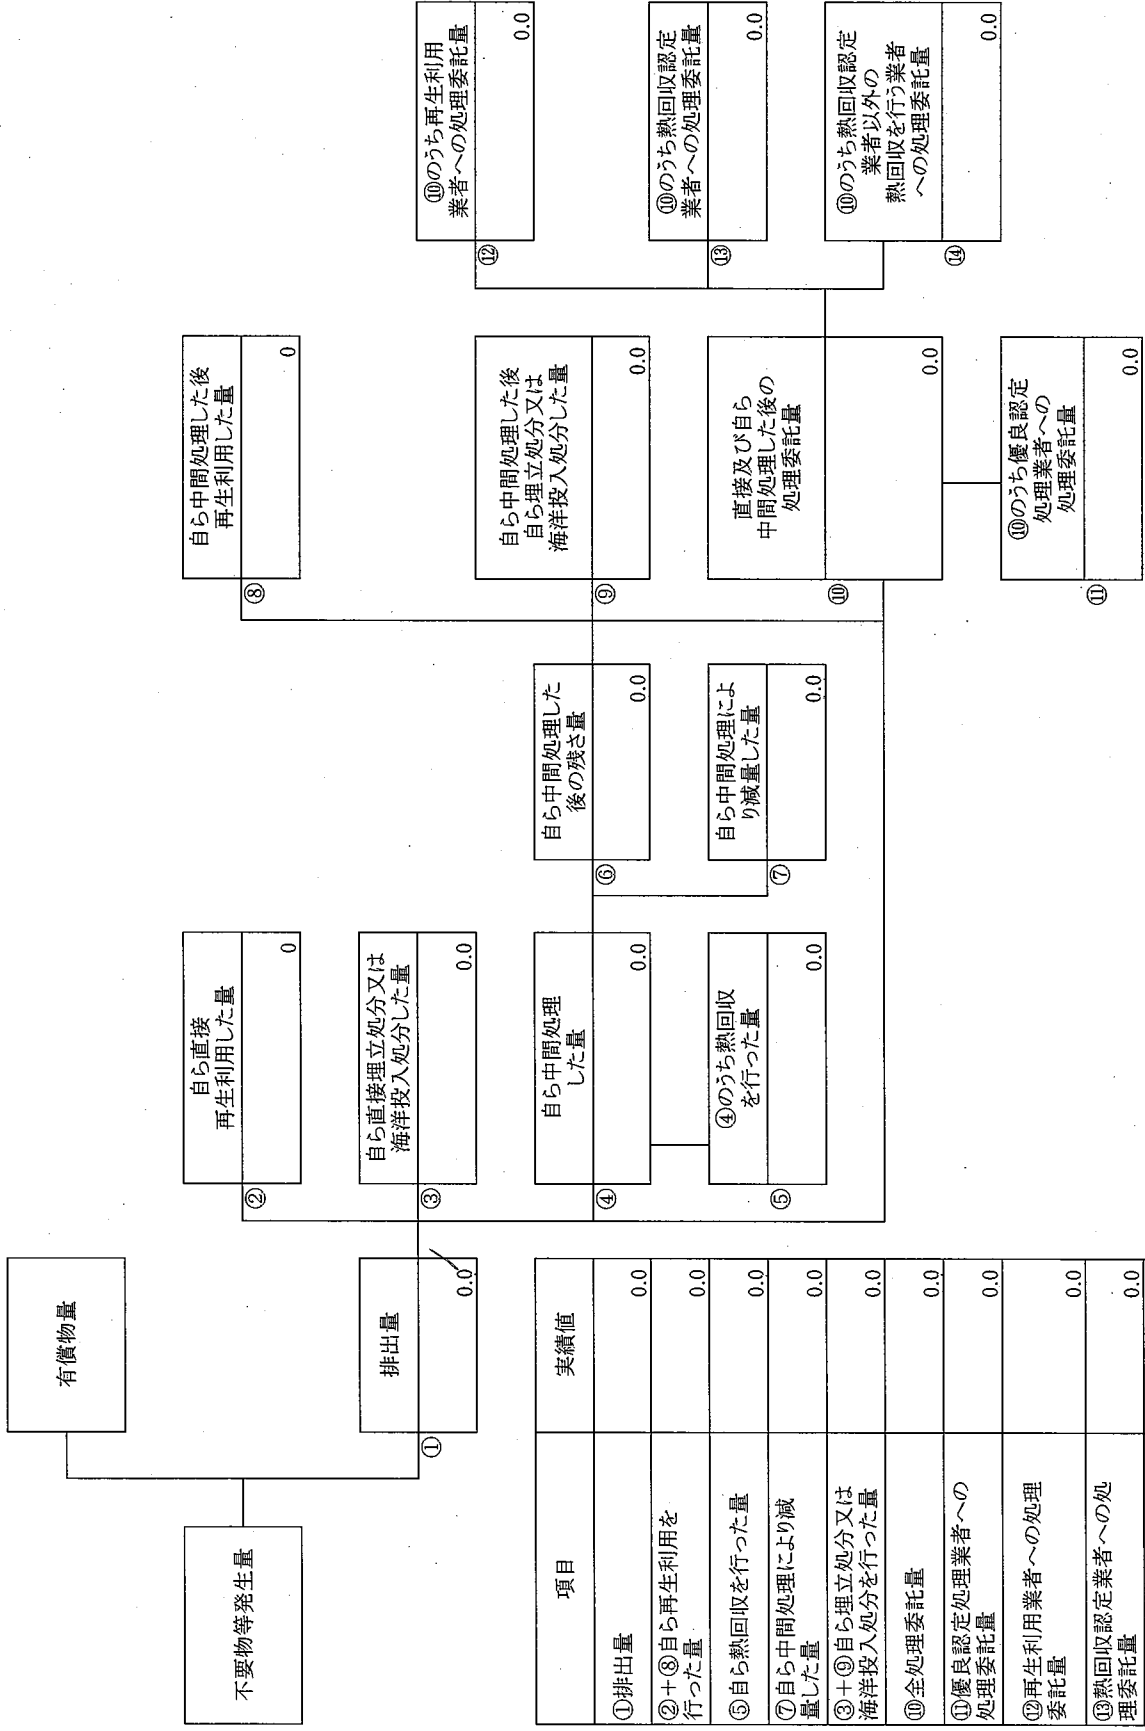 不要物等発生量
有償物量
排出量
①
0.0
自ら直接
再生利用した量
②
0
自ら直接埋立処分又は
海洋投入処分した量
③
0.0
自ら中間処理
した量
④
0.0
④のうち熱回収
を行った量
⑤
0.0
自ら中間処理した
後の残さ量
⑥
0.0
自ら中間処理によ
り減量した量
⑦
0.0
自ら中間処理した後
再生利用した量
⑧
0
自ら中間処理した後
自ら埋立処分又は
海洋投入処分した量
⑨
0.0
直接及び自ら
中間処理した後の
処理委託量
⑩
0.0
⑩のうち優良認定
処理業者への
処理委託量
⑪
0.0
⑩のうち再生利用
業者への処理委託量
⑫
0.0
⑩のうち熱回収認定
業者への処理委託量
⑬
0.0
⑩のうち熱回収認定
業者以外の
熱回収を行う業者
への処理委託量
⑭
0.0
項目 実績値
①排出量 0.0
②+⑧自ら再生利用を
行った量 0.0
⑤自ら熱回収を行った量 0.0
⑦自ら中間処理により減
量した量 0.0
③+⑨自ら埋立処分又は
海洋投入処分を行った量 0.0
⑩全処理委託量 0.0
⑪優良認定処理業者への
処理委託量 0.0
⑫再生利用業者への処理
委託量 0.0
⑬熱回収認定業者への処
理委託量 0.0